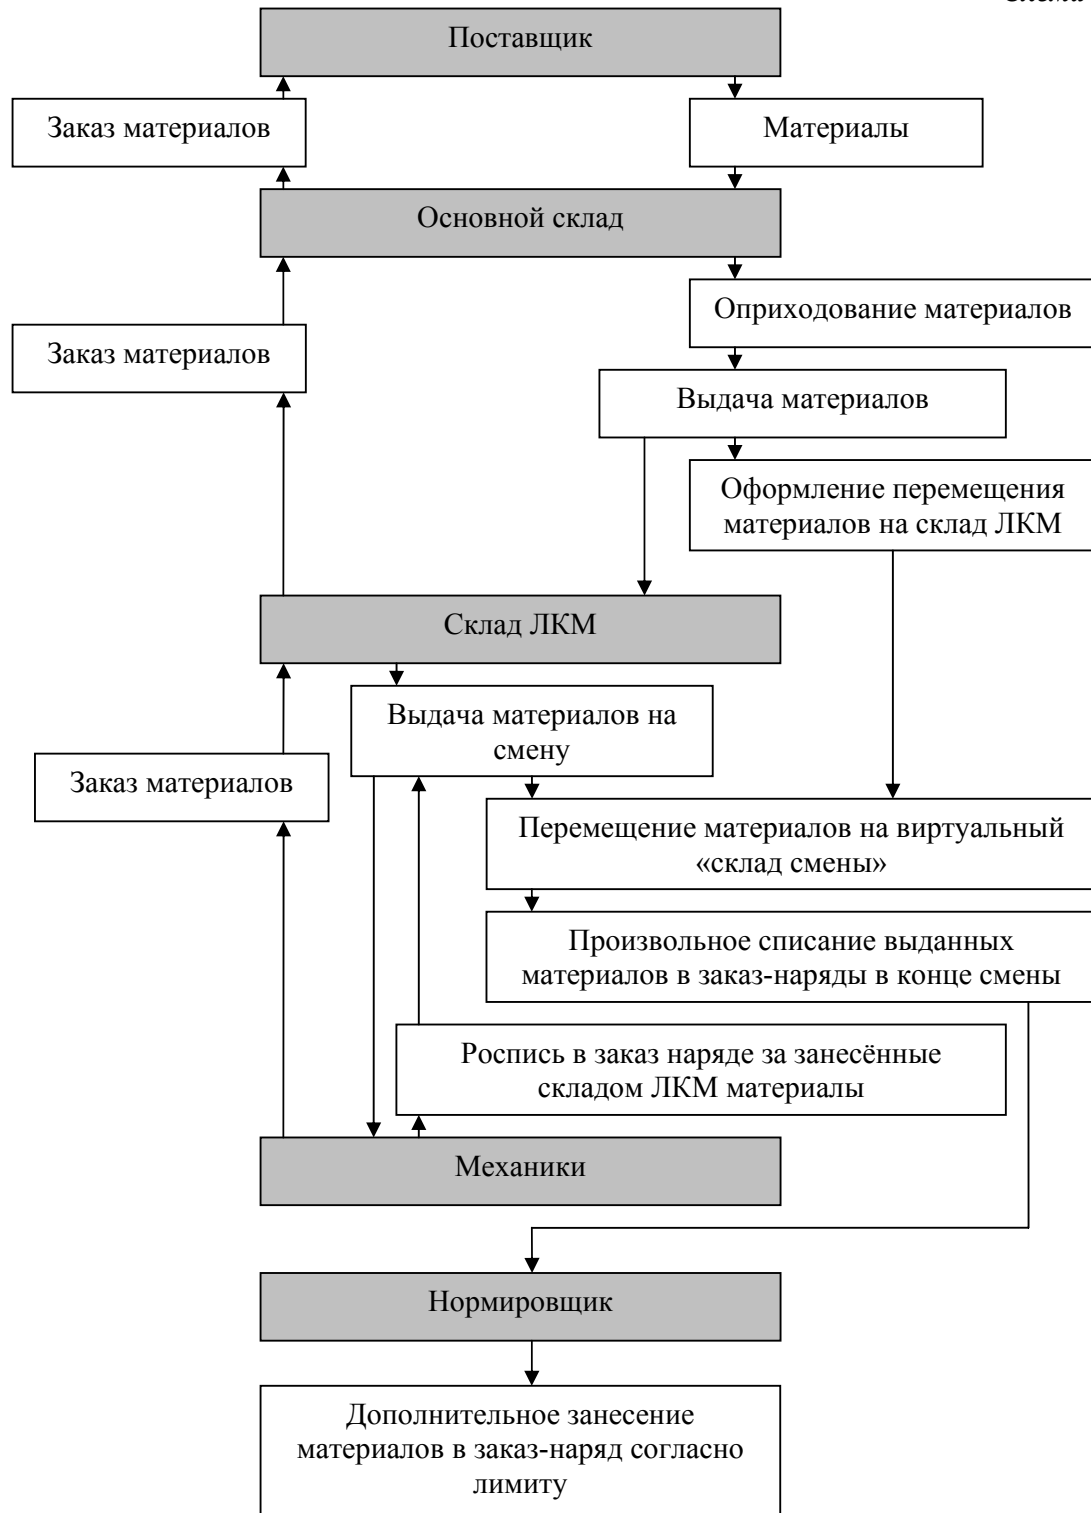 Поставщик
Заказ материалов
Материалы
Основной склад
Оприходование материалов
Заказ материалов
Выдача материалов
Оформление перемещения
материалов на склад ЛКМ
Склад ЛКМ
Выдача материалов на
смену
Заказ материалов
Перемещение материалов на виртуальный
«склад смены»
Произвольное списание выданных
материалов в заказ-наряды в конце смены
Роспись в заказ наряде за занесённые
складом ЛКМ материалы
Механики
Нормировщик
Дополнительное занесение
материалов в заказ-наряд согласно
лимиту